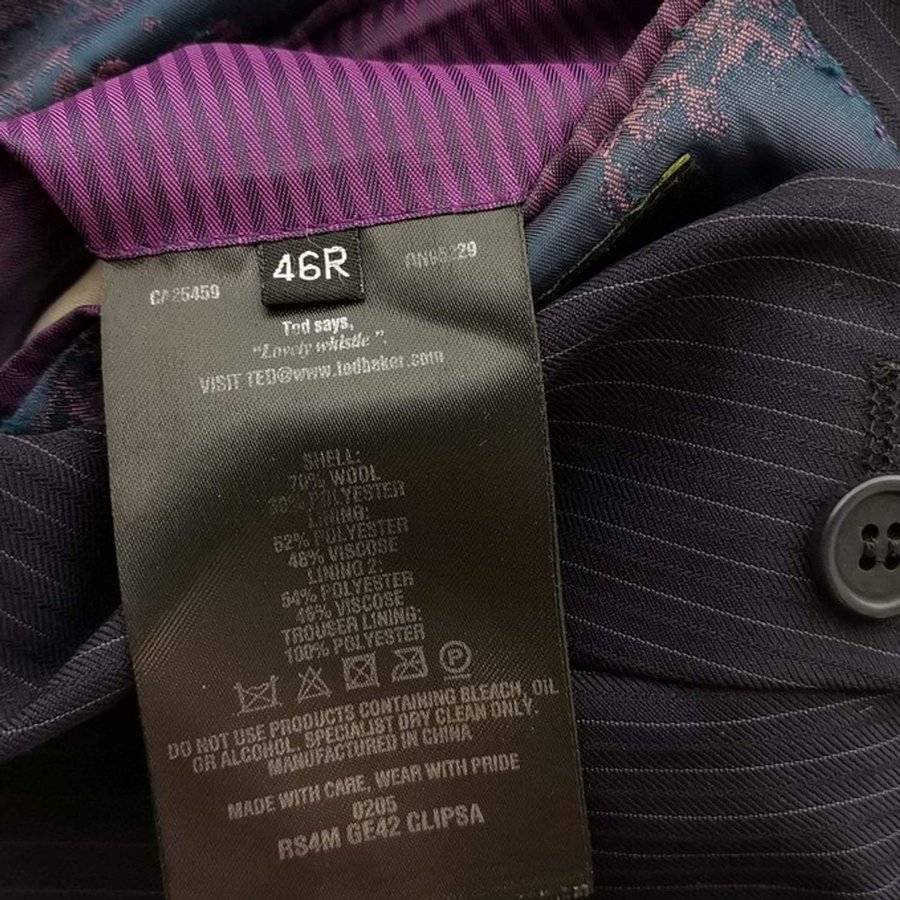 46R
CA25459
Ted says,
"Lovely whistle".
VISIT TED@www.tedbaker.com
SHELL:
70% WOOL
30% POLYESTER
LINING:
52% POLYESTER
48% VISCOSE
LINING 2:
54% POLYESTER
46% VISCOSE
TROUSER LINING:
100% POLYESTER
P
DO NOT USE PRODUCTS CONTAINING BLEACH, OIL
OR ALCOHOL. SPECIALIST DRY CLEAN ONLY.
MANUFACTURED IN CHINA
MADE WITH CARE, WEAR WITH PRIDE
0205
RS4M GE42 CLIPSA